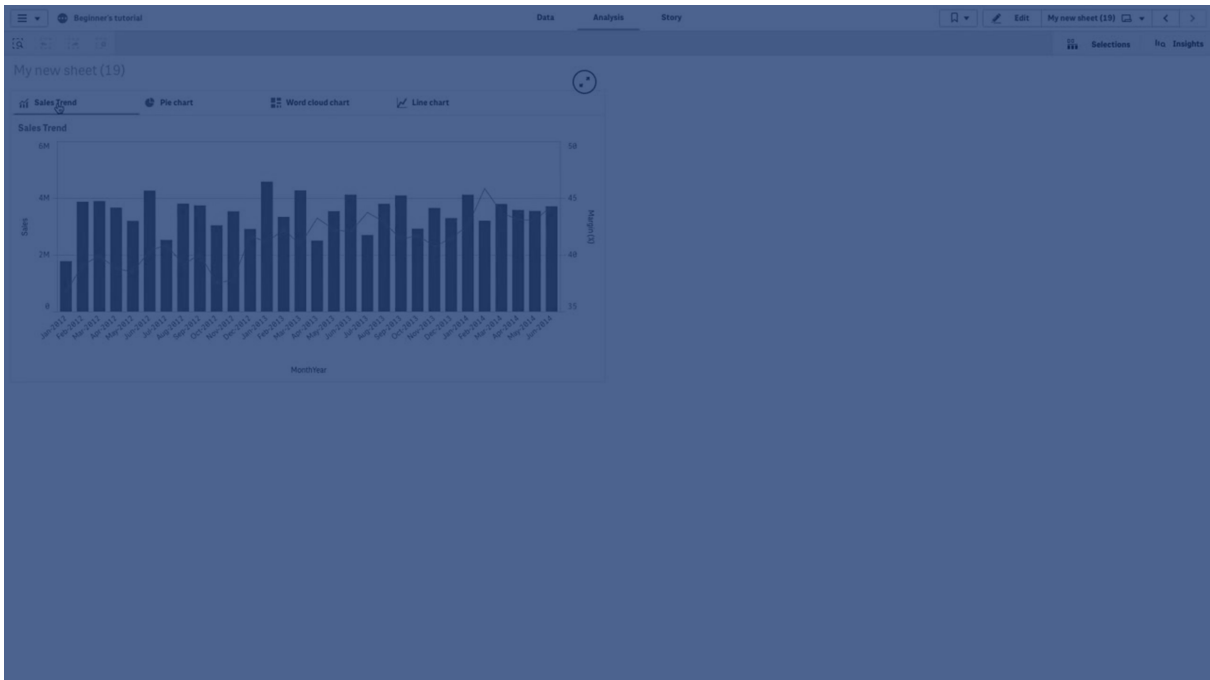 Beginner's tutorial Data Analysis Story Edit My new sheet (19)
Selections Insights
My new sheet (19)
Sales Trend Pie chart Word cloud chart Line chart
Sales Trend
6M 50
4M 45
Sales Margin (%)
2M 40
0 35
Jan-2012 Feb-2012 Mar-2012 Apr-2012 May-2012 Jun-2012 Jul-2012 Aug-2012 Sep-2012 Oct-2012 Nov-2012 Dec-2012 Jan-2013 Feb-2013 Mar-2013 Apr-2013 May-2013 Jun-2013 Jul-2013 Aug-2013 Sep-2013 Oct-2013 Nov-2013 Dec-2013 Jan-2014 Feb-2014 Mar-2014 Apr-2014 May-2014 Jun-2014
MonthYear